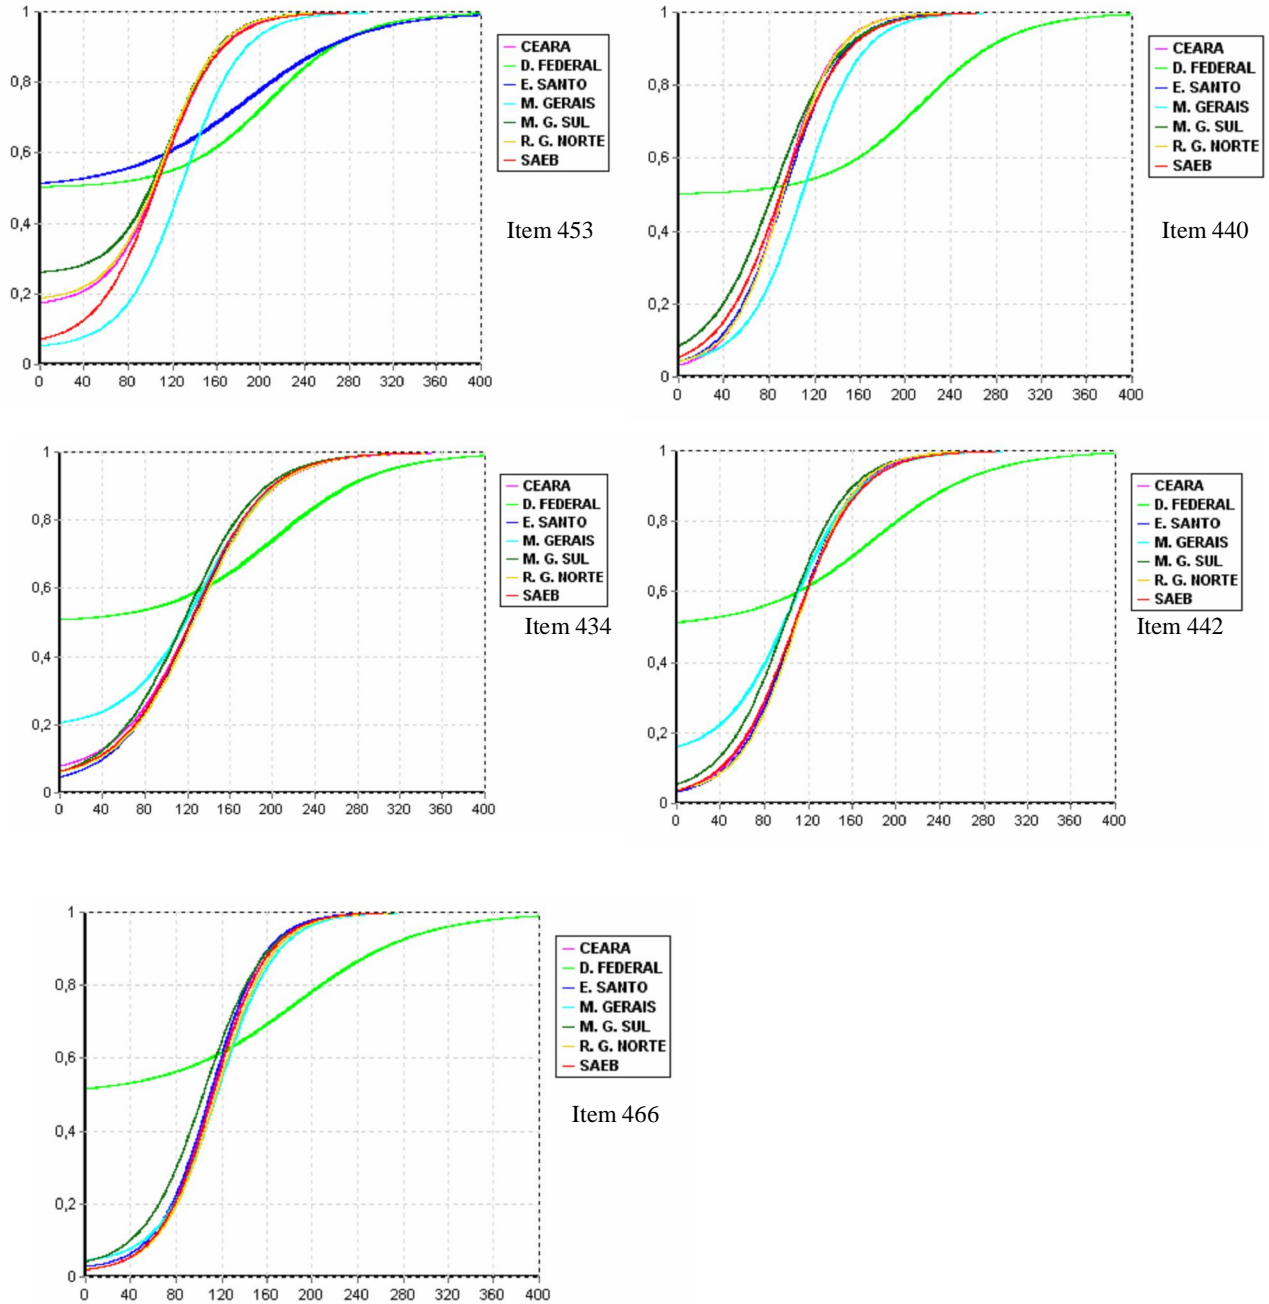 1
0,8
0,6
0,4
0,2
0
0 40 80 120 160 200 240 280 320 360 400
CEARA
D. FEDERAL
E. SANTO
M. GERAIS
M. G. SUL
R. G. NORTE
SAEB
Item 453
1
0,8
0,6
0,4
0,2
0
0 40 80 120 160 200 240 280 320 360 400
CEARA
D. FEDERAL
E. SANTO
M. GERAIS
M. G. SUL
R. G. NORTE
SAEB
Item 440
1
0,8
0,6
0,4
0,2
0
0 40 80 120 160 200 240 280 320 360 400
CEARA
D. FEDERAL
E. SANTO
M. GERAIS
M. G. SUL
R. G. NORTE
SAEB
Item 434
1
0,8
0,6
0,4
0,2
0
0 40 80 120 160 200 240 280 320 360 400
CEARA
D. FEDERAL
E. SANTO
M. GERAIS
M. G. SUL
R. G. NORTE
SAEB
Item 442
1
0,8
0,6
0,4
0,2
0
0 40 80 120 160 200 240 280 320 360 400
CEARA
D. FEDERAL
E. SANTO
M. GERAIS
M. G. SUL
R. G. NORTE
SAEB
Item 466